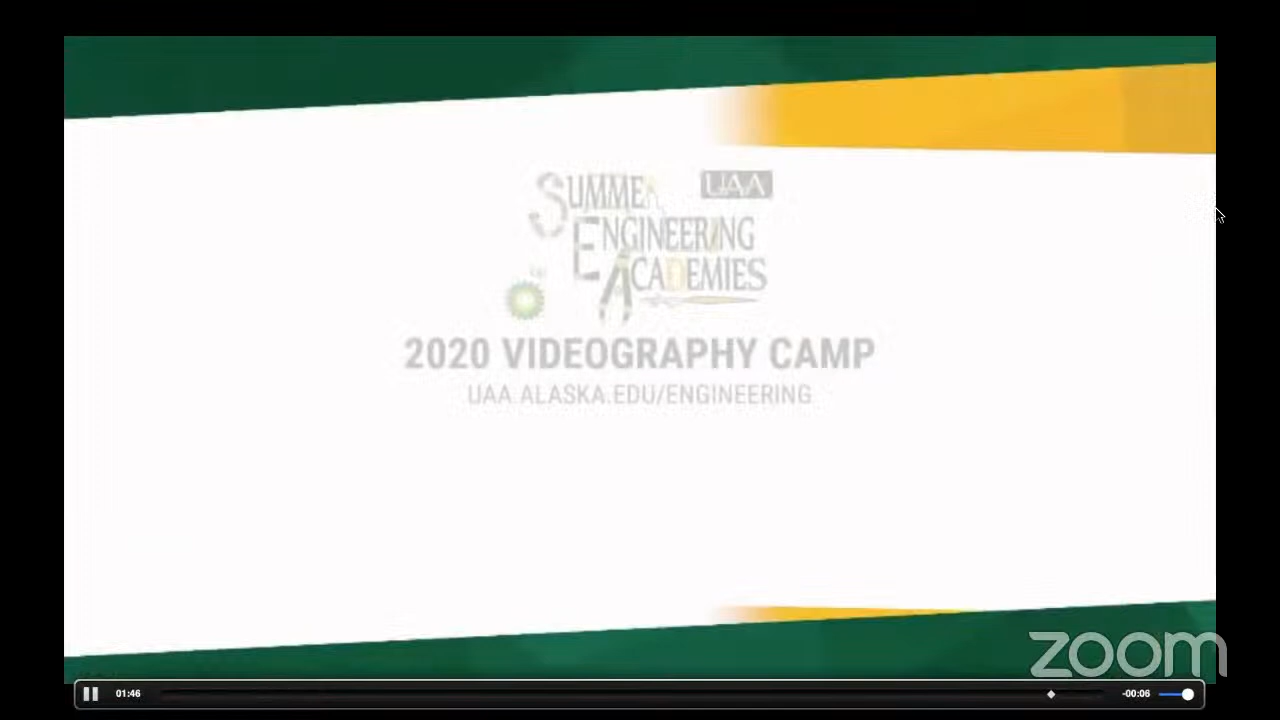 SUMMER
UAA
ENGINEERING
ACADEMIES
2020 VIDEOGRAPHY CAMP
UAA.ALASKA.EDU/ENGINEERING
zoom
01:46
-00:06